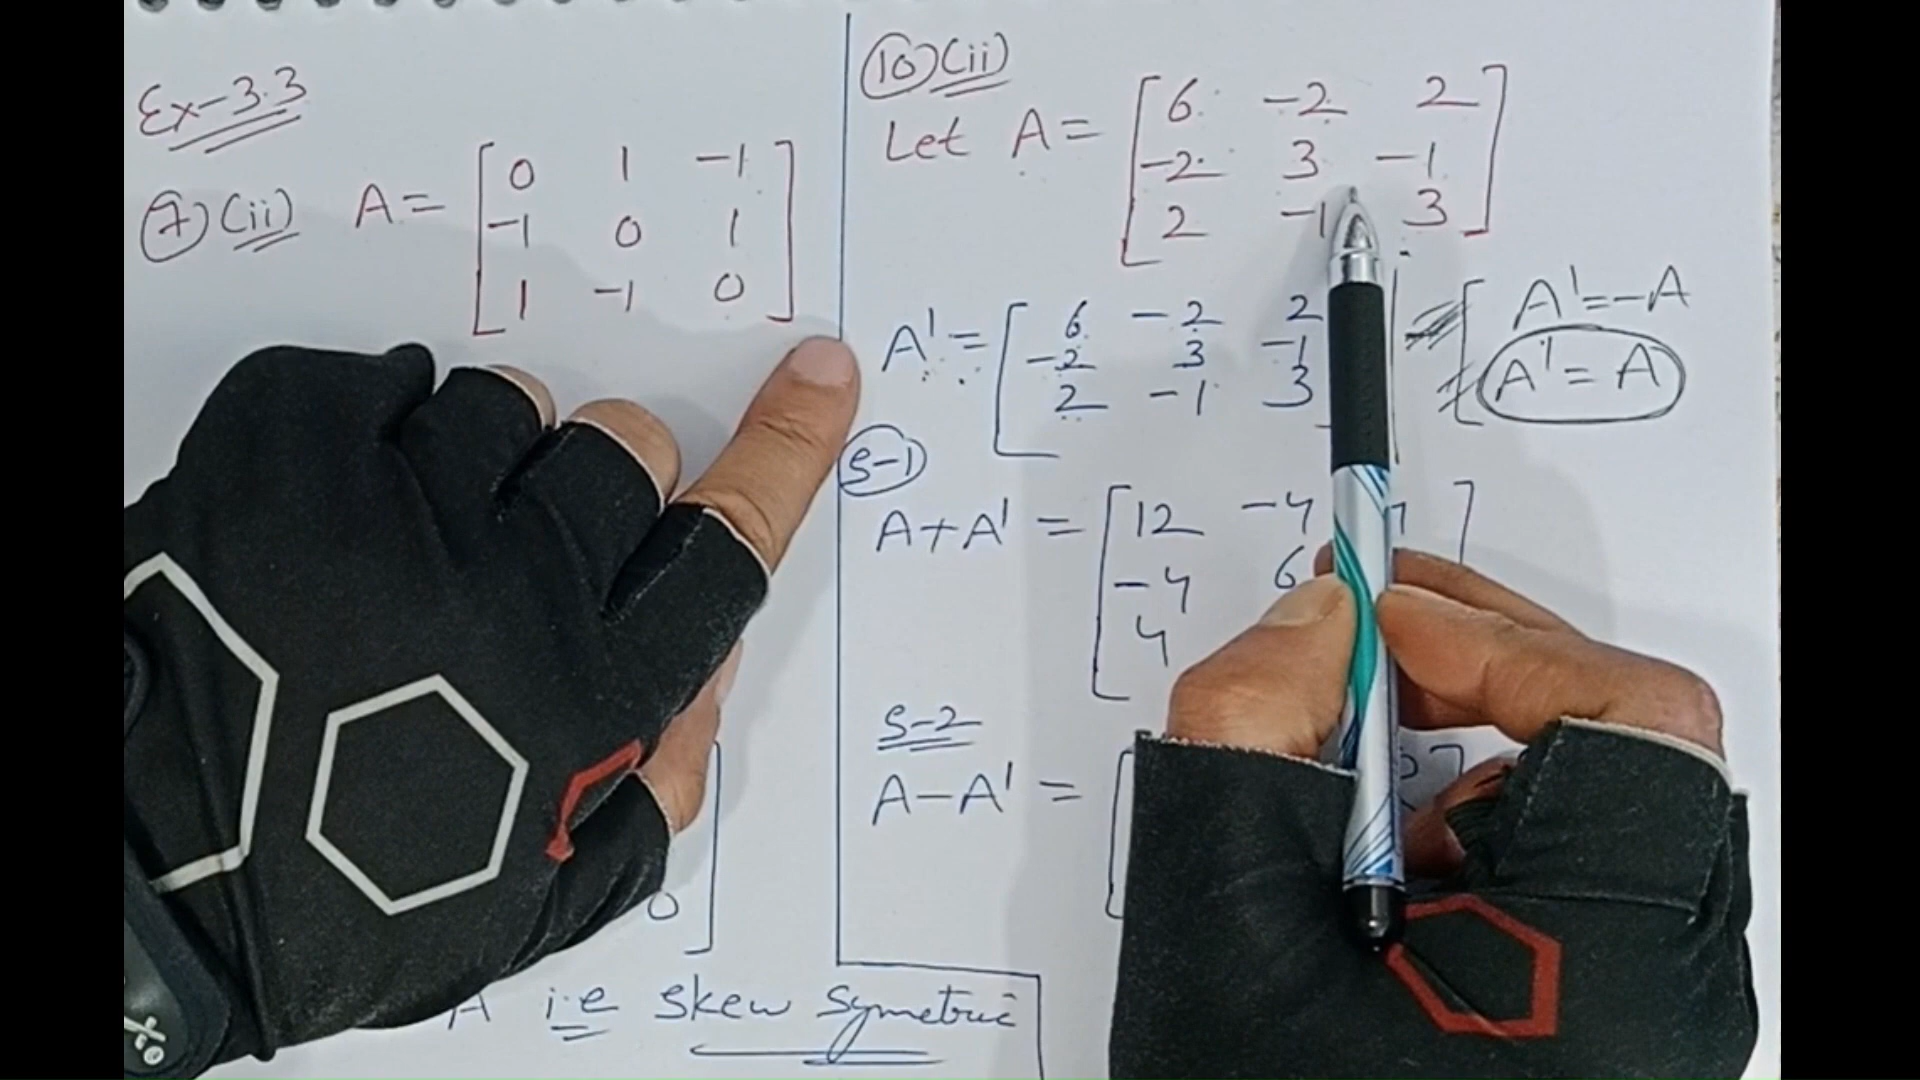 Ex-3.3
7 (ii) A = [ 0 1 -1
-1 0 1
1 -1 0 ]
0 ]
A i.e skew Symetric
10 (ii)
Let A = [ 6 -2 2
-2 3 -1
2 -1 3 ]
A' = [ 6 -2 2
-2 3 -1
2 -1 3
[ A' = -A
A' = A
S-1
A+A' = [ 12 -4
-4 6
4
S-2
A-A' = [